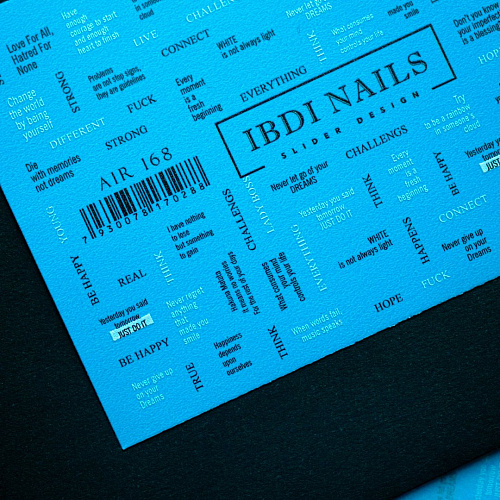 Love For All,
Hatred For
None
Have
enough
courage to start
and enough
heart to finish
cloud
LIVE
CHALLEN
Never let go
DREAMS
made you
smile
Don't you know
your
is a blessing
Change
the world
by being
yourself
STRONG
Problems
are not stop signs,
they are guidelines
CONNECT
WHITE
is not always light
THINK
What consumes
your mind
controls your life
DIFFERENT
FUCK
Every
moment
is a
fresh
beginning
EVERYTHING
STRONG
Die
with memories
not dreams
IBDI NAILS
SLIDER DESIGN
Try
to be a rainbow
in someone's
cloud
AIR 168
7 930078 170288
CHALLENGS
Never let go of your
DREAMS
Every
moment
is a
fresh
beginning
BE HAPPY
Yesterday you said
JUST
YOUNG
LADY BOSS
CHALLENGS
Yesterday you said
tomorrow.
JUST DO IT
THINK
CONNECT
I have nothing
to lose
but something
to gain
BE HAPPY
REAL
THINK
Hakuna Matata
it means no worries
For the rest of your days
What consumes
your mind
controls your life
EVERYTHING
WHITE
is not always light
HAPPENS
Never give up
on your
Dreams
Yesterday you said
tomorrow.
JUST DO IT
Never regret
anything
that
made you
smile
FUCK
HOPE
When words fail,
music speaks
BE HAPPY
THINK
Happiness
depends
upon
ourselves
TRUE
Never give up
on your
Dreams